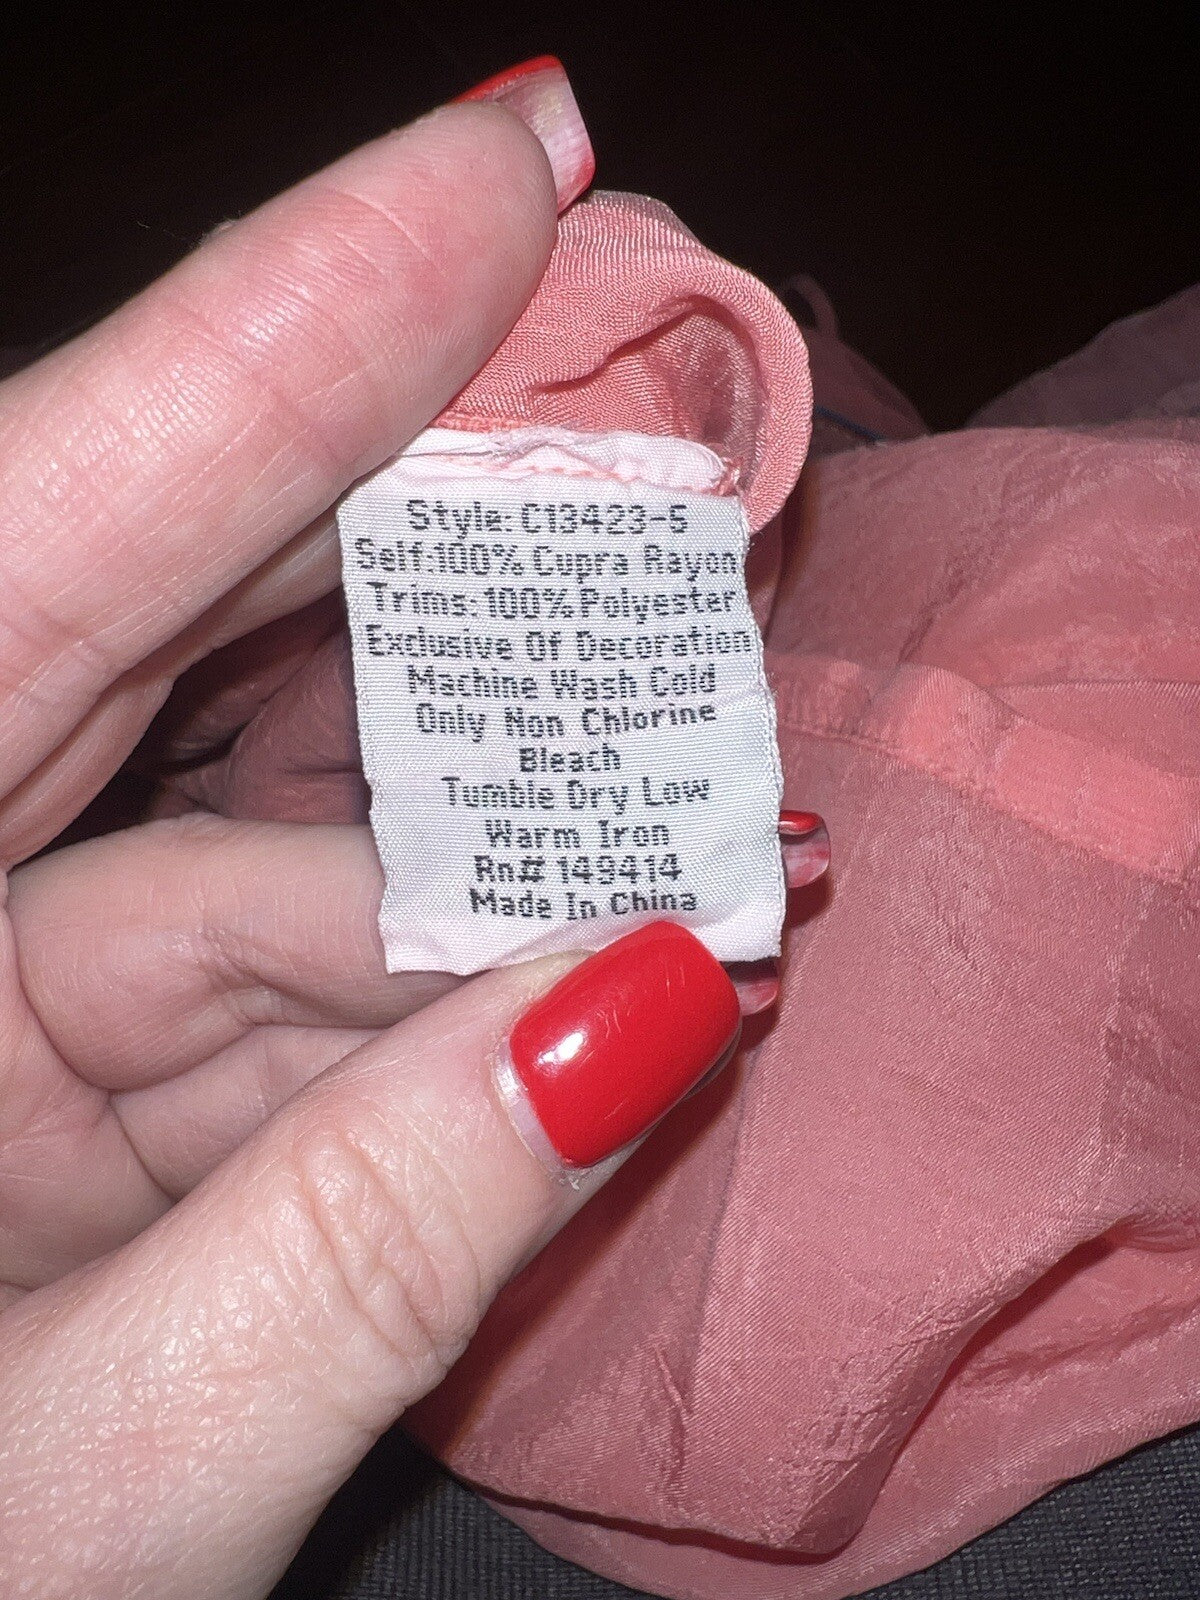 Style: C13423-5
Self:100% Cupra Rayon
Trims: 100% Polyester
Exclusive Of Decoration
Machine Wash Cold
Only Non Chlorine
Bleach
Tumble Dry Low
Warm Iron
Rn# 149414
Made In China